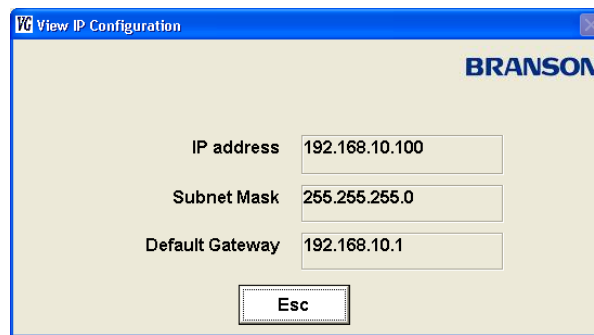 VG View IP Configuration
BRANSON
IP address 192.168.10.100
Subnet Mask 255.255.255.0
Default Gateway 192.168.10.1
Esc